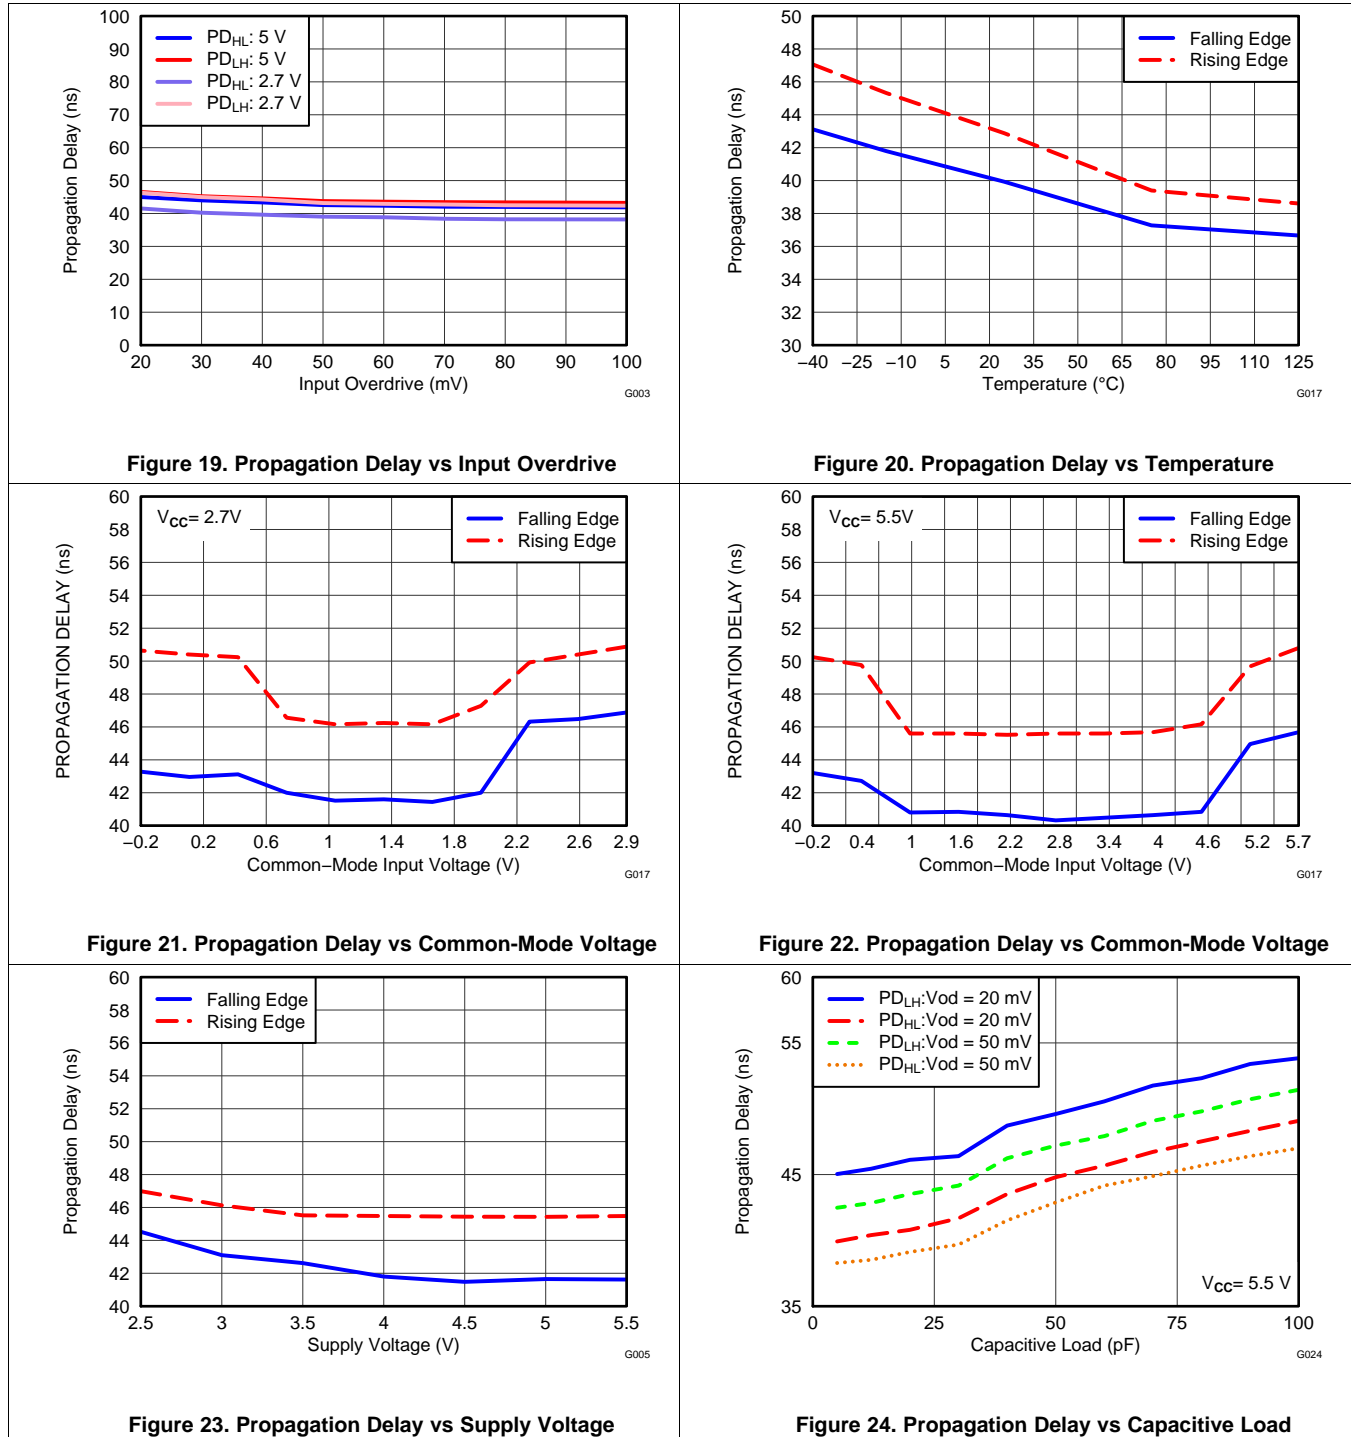 100
90
80
70
60
50
40
30
20
10
0
Propagation Delay (ns)
PDHL: 5 V
PDLH: 5 V
PDHL: 2.7 V
PDLH: 2.7 V
20 30 40 50 60 70 80 90 100
Input Overdrive (mV)
G003
Figure 19. Propagation Delay vs Input Overdrive
50
48
46
44
42
40
38
36
34
32
30
Propagation Delay (ns)
Falling Edge
Rising Edge
−40 −25 −10 5 20 35 50 65 80 95 110 125
Temperature (°C)
G017
Figure 20. Propagation Delay vs Temperature
60
58
56
54
52
50
48
46
44
42
40
PROPAGATION DELAY (ns)
VCC= 2.7V
Falling Edge
Rising Edge
−0.2 0.2 0.6 1 1.4 1.8 2.2 2.6 2.9
Common−Mode Input Voltage (V)
G017
Figure 21. Propagation Delay vs Common-Mode Voltage
60
58
56
54
52
50
48
46
44
42
40
PROPAGATION DELAY (ns)
VCC= 5.5V
Falling Edge
Rising Edge
−0.2 0.4 1 1.6 2.2 2.8 3.4 4 4.6 5.2 5.7
Common−Mode Input Voltage (V)
G017
Figure 22. Propagation Delay vs Common-Mode Voltage
60
58
56
54
52
50
48
46
44
42
40
Propagation Delay (ns)
Falling Edge
Rising Edge
2.5 3 3.5 4 4.5 5 5.5
Supply Voltage (V)
G005
Figure 23. Propagation Delay vs Supply Voltage
60
55
45
35
Propagation Delay (ns)
PDLH:Vod = 20 mV
PDHL:Vod = 20 mV
PDLH:Vod = 50 mV
PDHL:Vod = 50 mV
VCC= 5.5 V
0 25 50 75 100
Capacitive Load (pF)
G024
Figure 24. Propagation Delay vs Capacitive Load